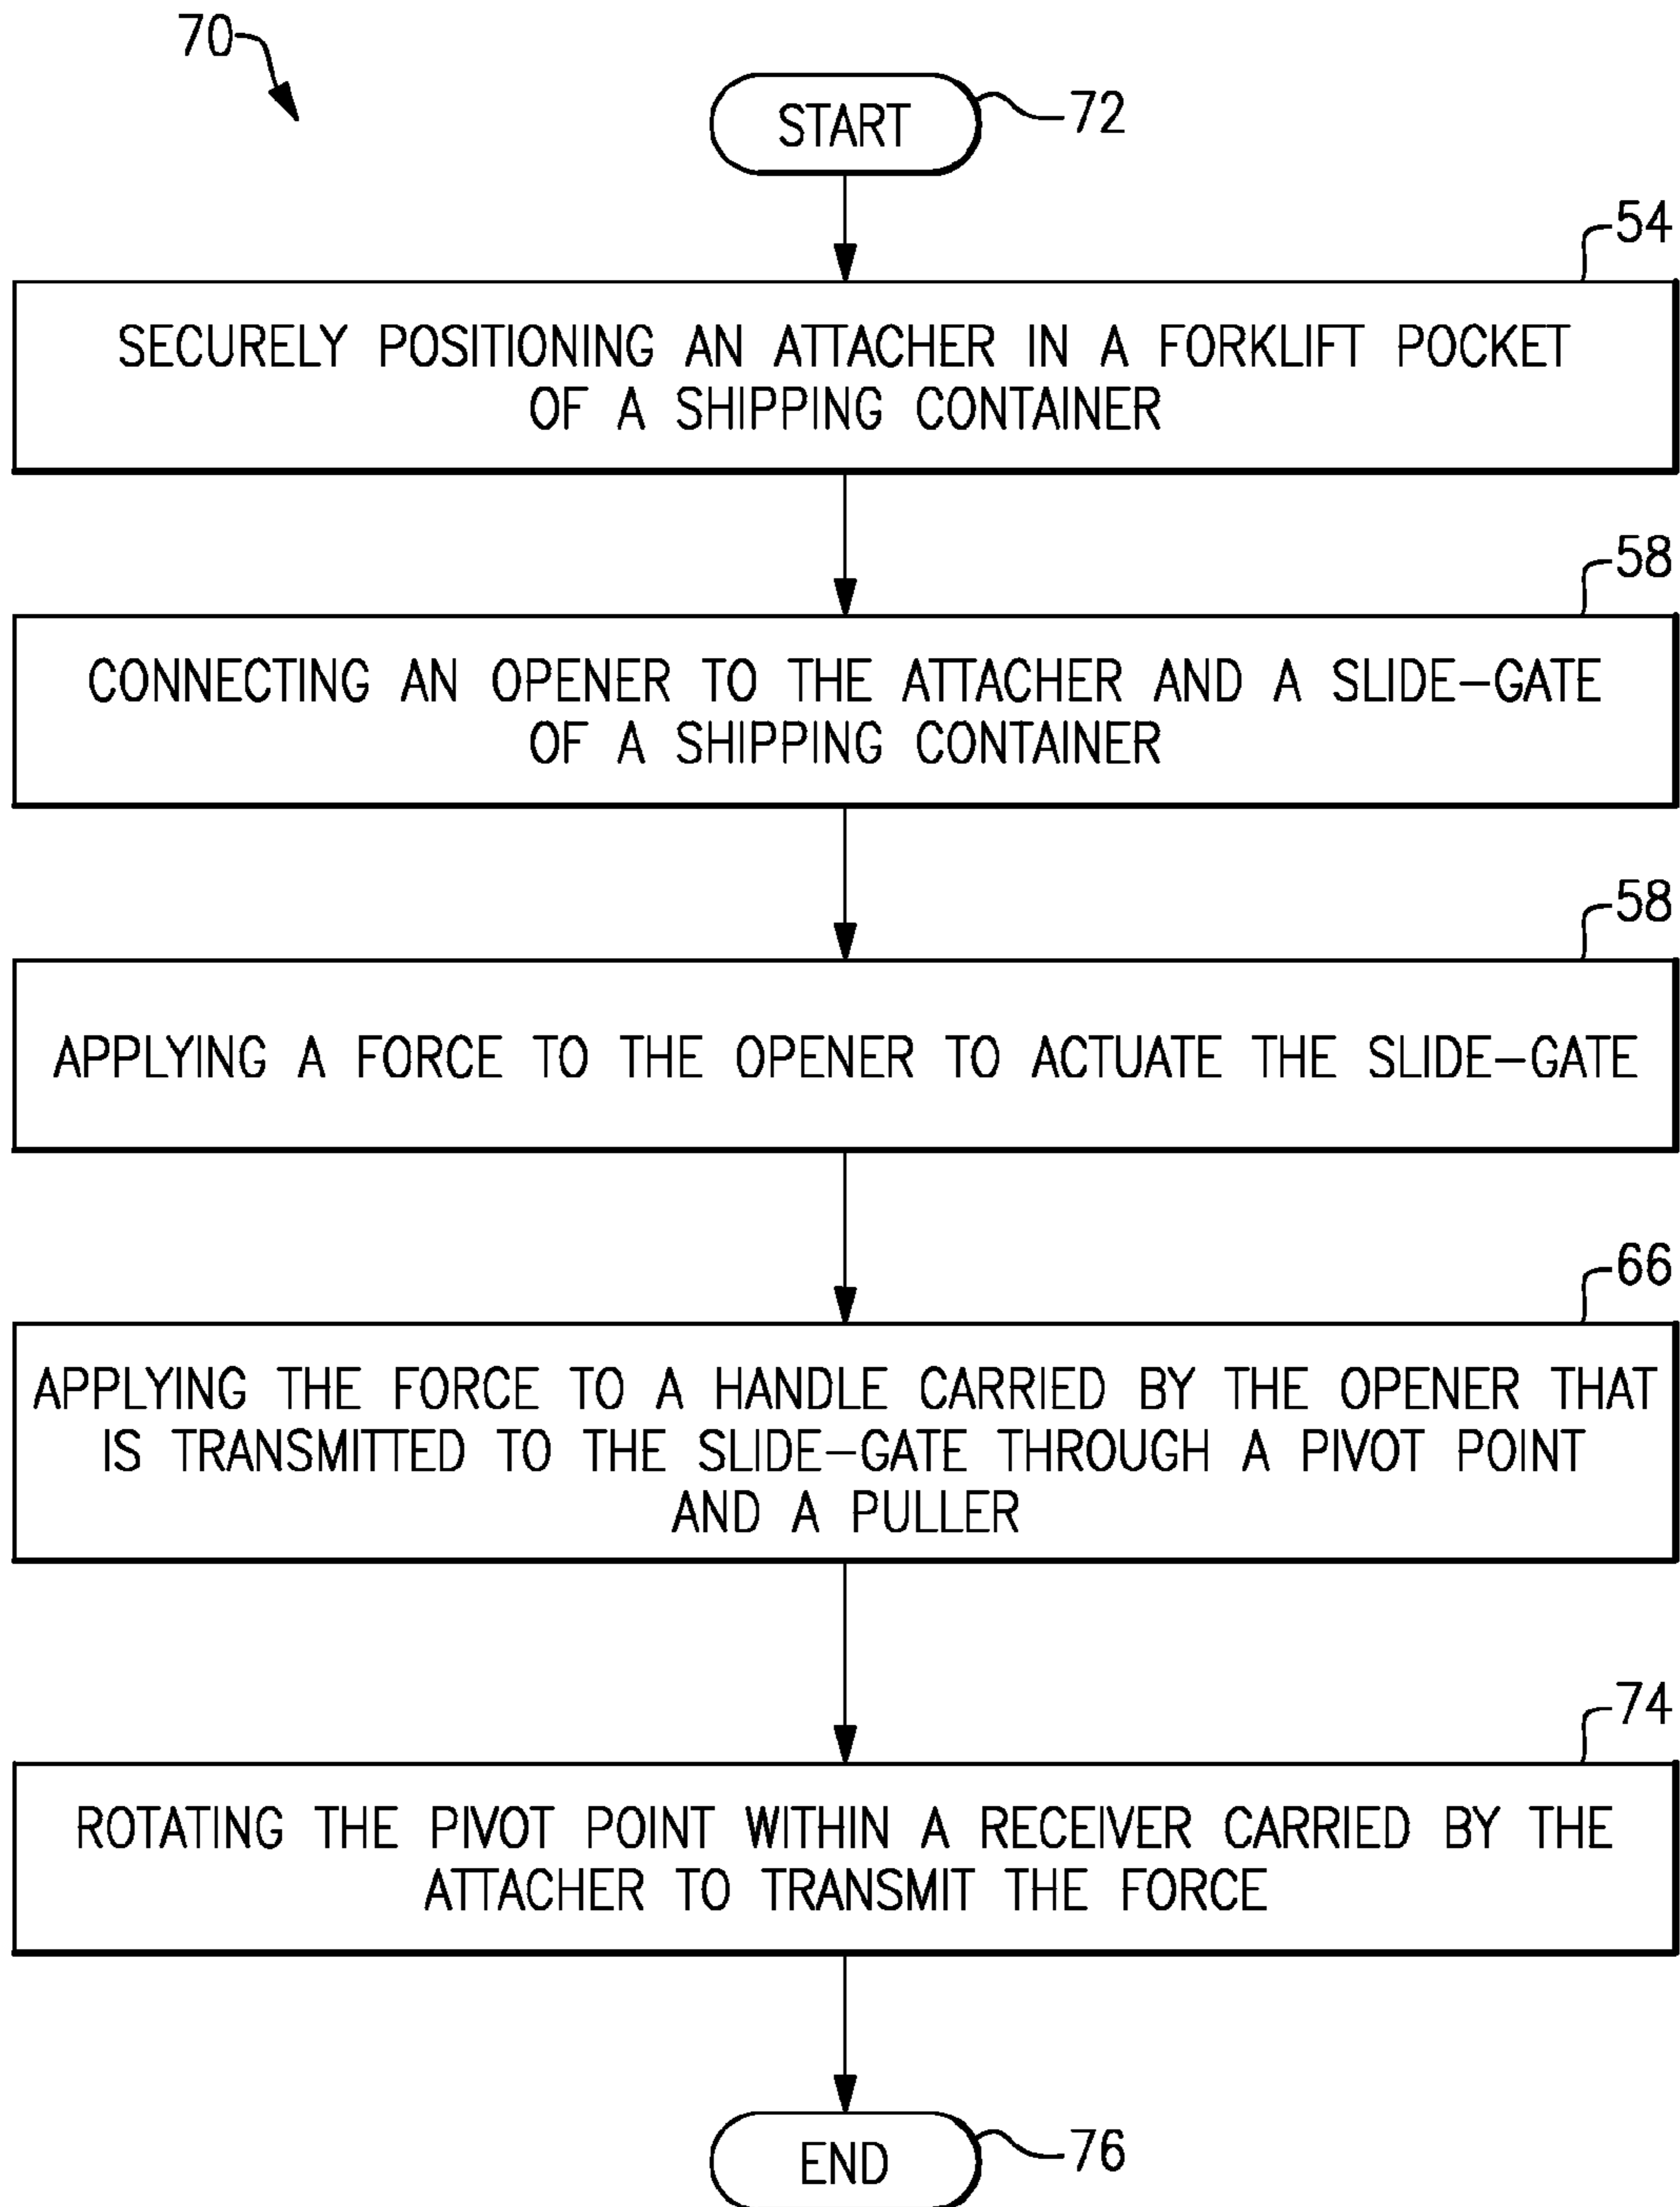 70
START
72
54
SECURELY POSITIONING AN ATTACHER IN A FORKLIFT POCKET
OF A SHIPPING CONTAINER
58
CONNECTING AN OPENER TO THE ATTACHER AND A SLIDE-GATE
OF A SHIPPING CONTAINER
58
APPLYING A FORCE TO THE OPENER TO ACTUATE THE SLIDE-GATE
66
APPLYING THE FORCE TO A HANDLE CARRIED BY THE OPENER THAT
IS TRANSMITTED TO THE SLIDE-GATE THROUGH A PIVOT POINT
AND A PULLER
74
ROTATING THE PIVOT POINT WITHIN A RECEIVER CARRIED BY THE
ATTACHER TO TRANSMIT THE FORCE
END
76